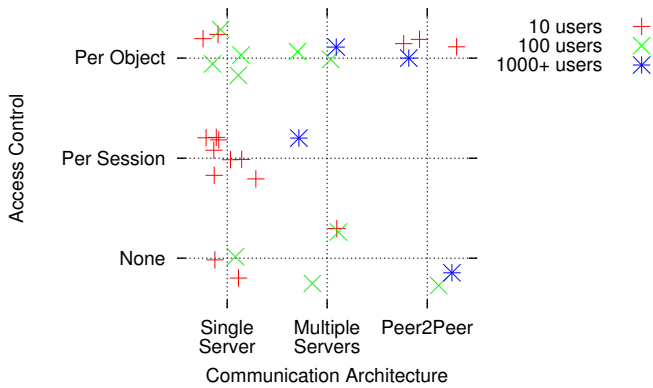 10 users
100 users
1000+ users
Per Object
Per Session
None
Access Control
Single
Server
Multiple
Servers
Peer2Peer
Communication Architecture